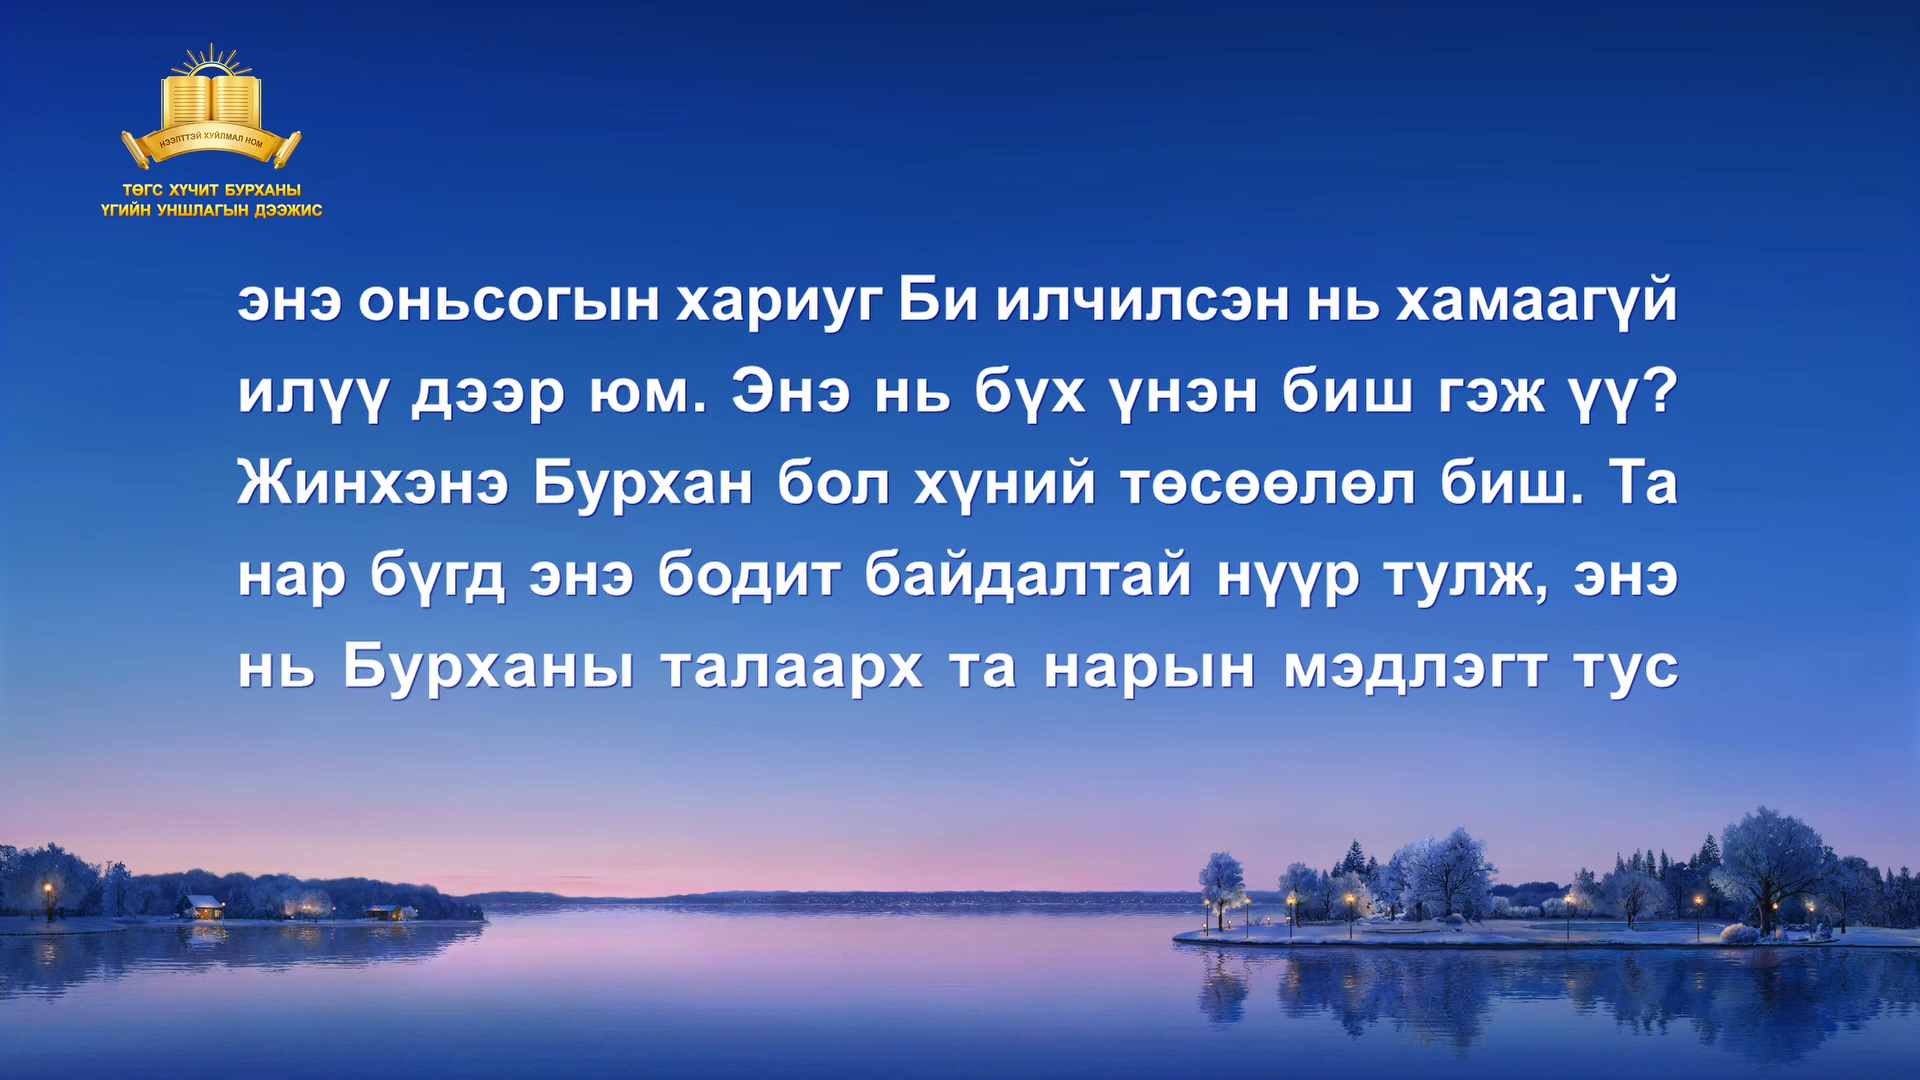 НЭЭЛТТЭЙ ХУЙЛМАЛ НОМ
ТӨГС ХҮЧИТ БУРХАНЫ
ҮГИЙН УНШЛАГЫН ДЭЭЖИС
энэ оньсогын хариуг Би илчилсэн нь хамаагүй
илүү дээр юм. Энэ нь бүх үнэн биш гэж үү?
Жинхэнэ Бурхан бол хүний төсөөлөл биш. Та
нар бүгд энэ бодит байдалтай нүүр тулж, энэ
нь Бурханы талаарх та нарын мэдлэгт тус